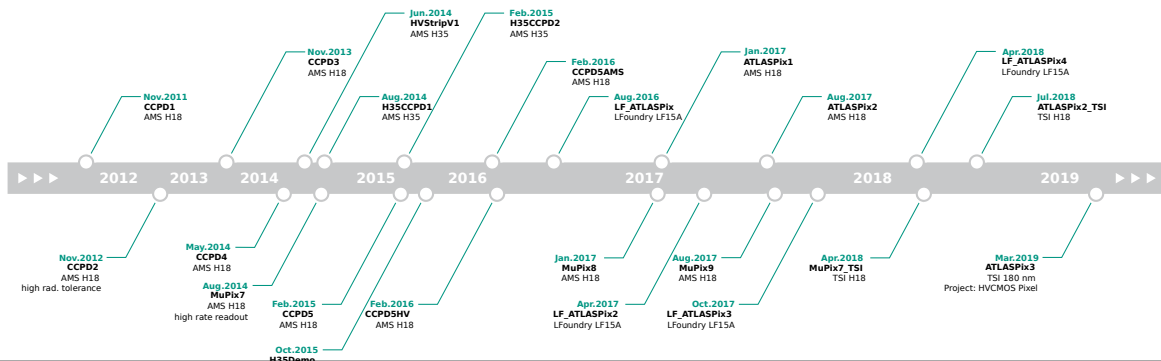 Jun.2014
HVStripV1
AMS H35
Feb.2015
H35CCPD2
AMS H35
Nov.2013
CCPD3
AMS H18
Feb.2016
CCPD5AMS
AMS H18
Jan.2017
ATLASPix1
AMS H18
Apr.2018
LF_ATLASPix4
LFoundry LF15A
Nov.2011
CCPD1
AMS H18
Aug.2014
H35CCPD1
AMS H35
Aug.2016
LF_ATLASPix
LFoundry LF15A
Aug.2017
ATLASPix2
AMS H18
Jul.2018
ATLASPix2_TSI
TSI H18
2012 2013 2014 2015 2016 2017 2018 2019
Nov.2012
CCPD2
AMS H18
high rad. tolerance
May.2014
CCPD4
AMS H18
Aug.2014
MuPix7
AMS H18
high rate readout
Feb.2015
CCPD5
AMS H18
Oct.2015
H35Demo
Feb.2016
CCPD5HV
AMS H18
Jan.2017
MuPix8
AMS H18
Apr.2017
LF_ATLASPix2
LFoundry LF15A
Aug.2017
MuPix9
AMS H18
Oct.2017
LF_ATLASPix3
LFoundry LF15A
Apr.2018
MuPix7_TSI
TSI H18
Mar.2019
ATLASPix3
TSI 180 nm
Project: HVCMOS Pixel